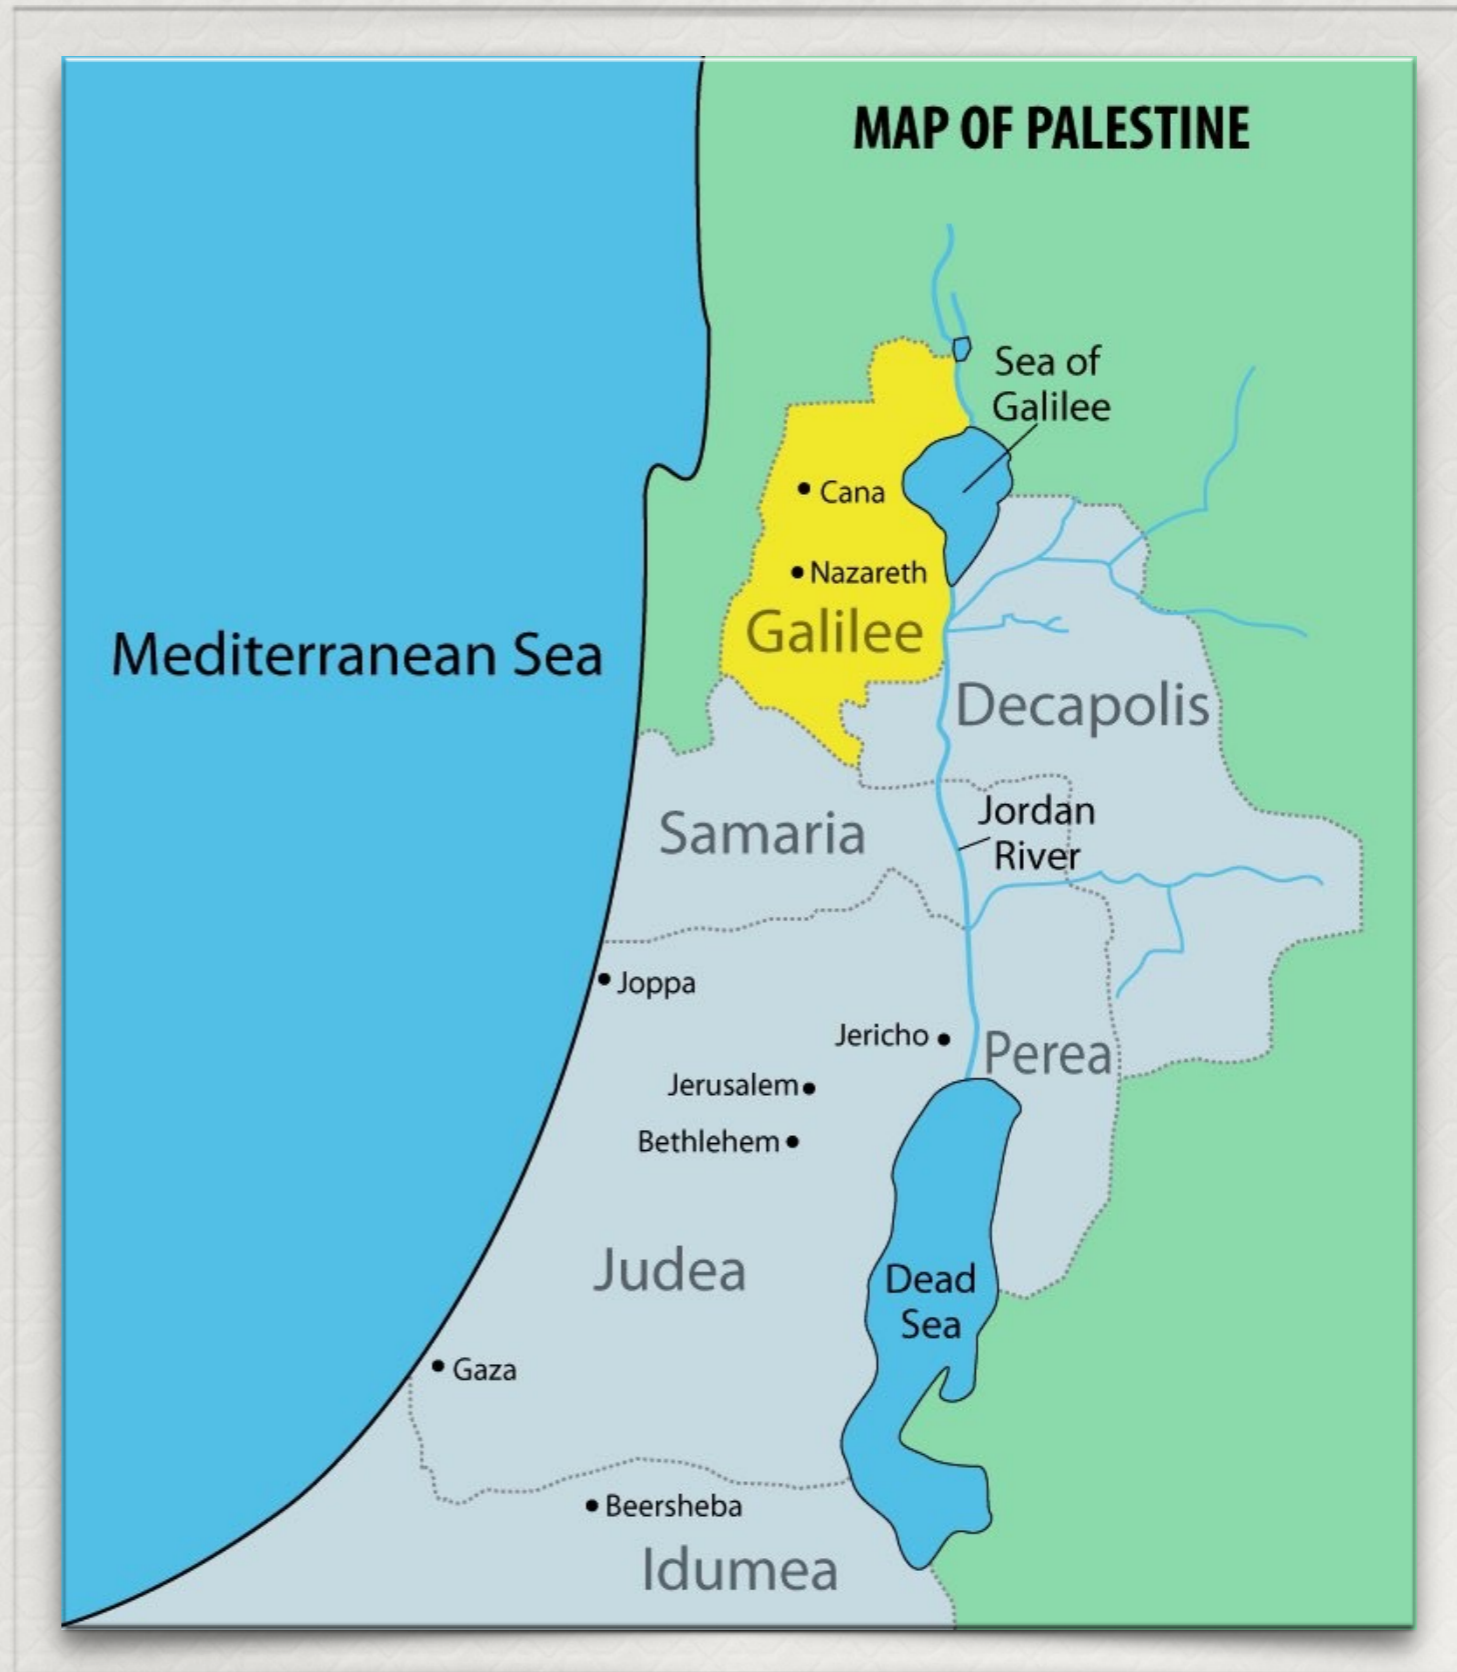 MAP OF PALESTINE
Sea of
Galilee
Cana
Nazareth
Galilee
Mediterranean Sea
Decapolis
Jordan
River
Samaria
Joppa
Jericho
Perea
Jerusalem
Bethlehem
Judea
Dead
Sea
Gaza
Beersheba
Idumea